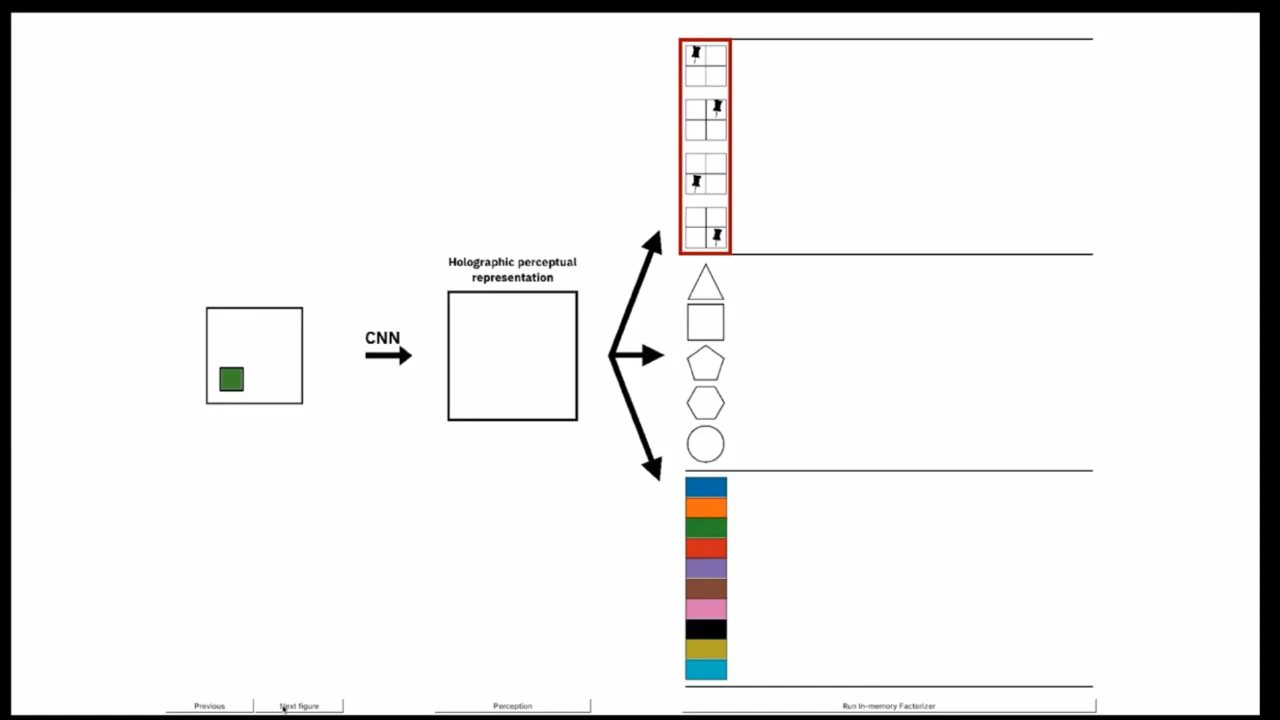 Holographic perceptual
representation
CNN
Previous
Next figure
Perception
Run In-memory Factorizer